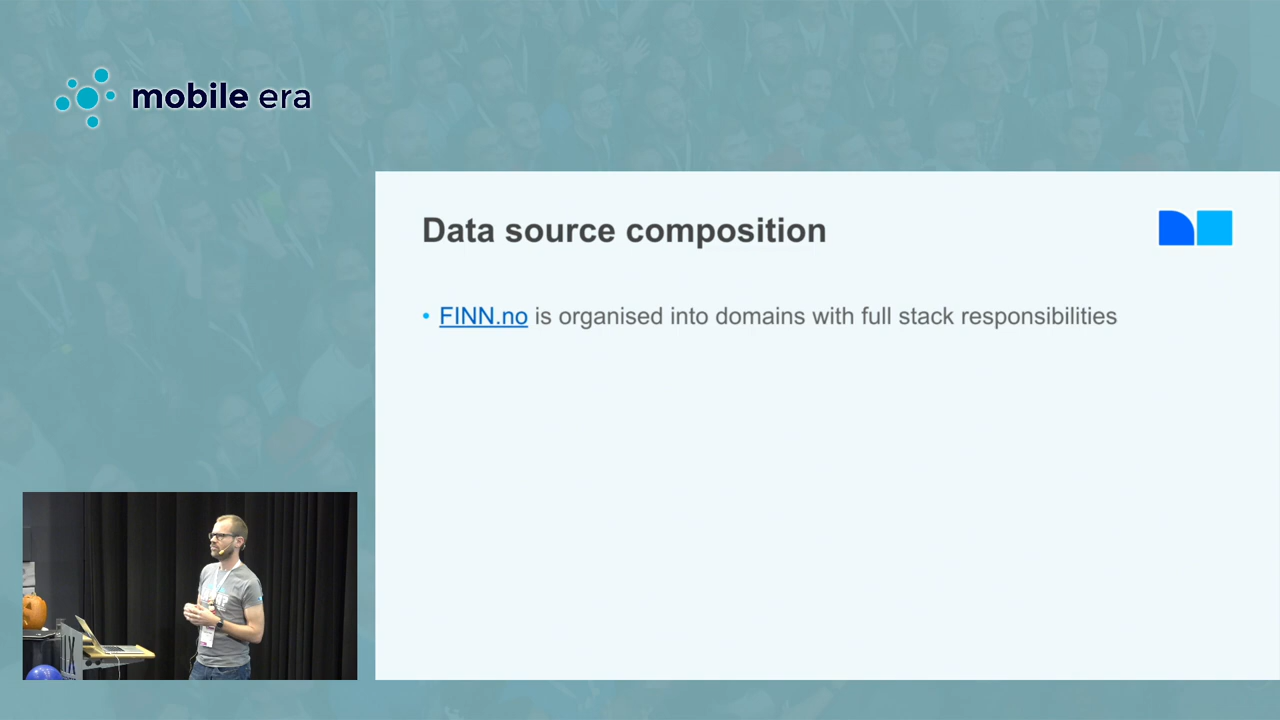 mobile era
Data source composition
• FINN.no is organised into domains with full stack responsibilities